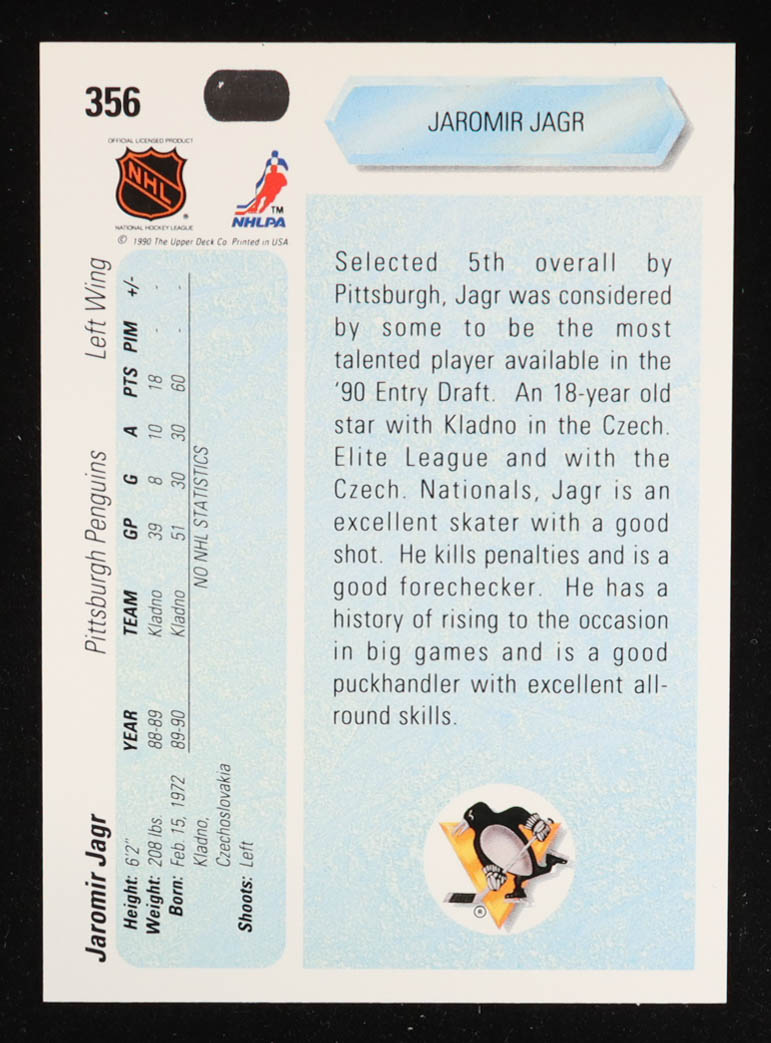 356
JAROMIR JAGR
OFFICIAL LICENSED PRODUCT
NHL
®
NATIONAL HOCKEY LEAGUE
TM
NHLPA
© 1990 The Upper Deck Co. Printed in USA
Selected 5th overall by
Pittsburgh, Jagr was considered
by some to be the most
talented player available in the
'90 Entry Draft. An 18-year old
star with Kladno in the Czech.
Elite League and with the
Czech. Nationals, Jagr is an
excellent skater with a good
shot. He kills penalties and is a
good forechecker. He has a
history of rising to the occasion
in big games and is a good
puckhandler with excellent all-
round skills.
®
Jaromir Jagr Pittsburgh Penguins Left Wing
Height: 6'2"
Weight: 208 lbs.
Born: Feb. 15, 1972
Kladno,
Czechoslovakia
Shoots: Left
YEAR TEAM GP G A PTS PIM +/-
88-89 Kladno 39 8 10 18 - -
89-90 Kladno 51 30 30 60 - -
NO NHL STATISTICS